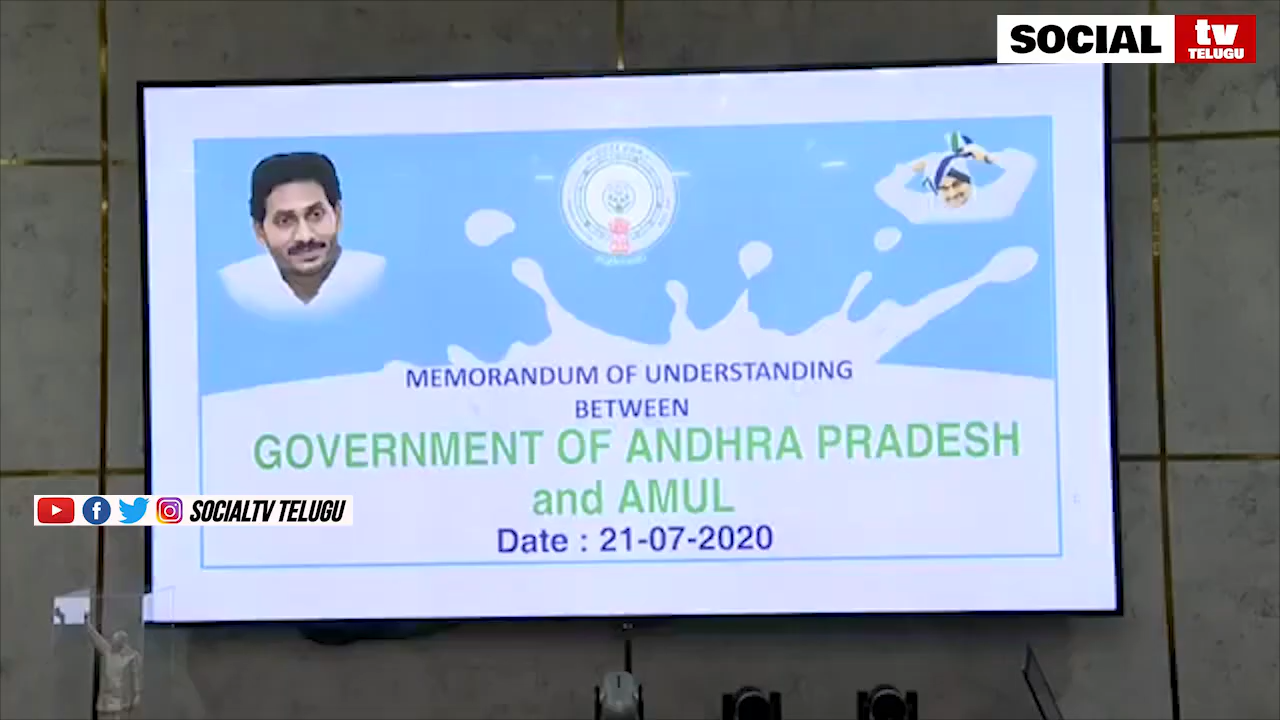 SOCIAL tv
TELUGU
MEMORANDUM OF UNDERSTANDING
BETWEEN
GOVERNMENT OF ANDHRA PRADESH
and AMUL
Date : 21-07-2020
SOCIALTV TELUGU